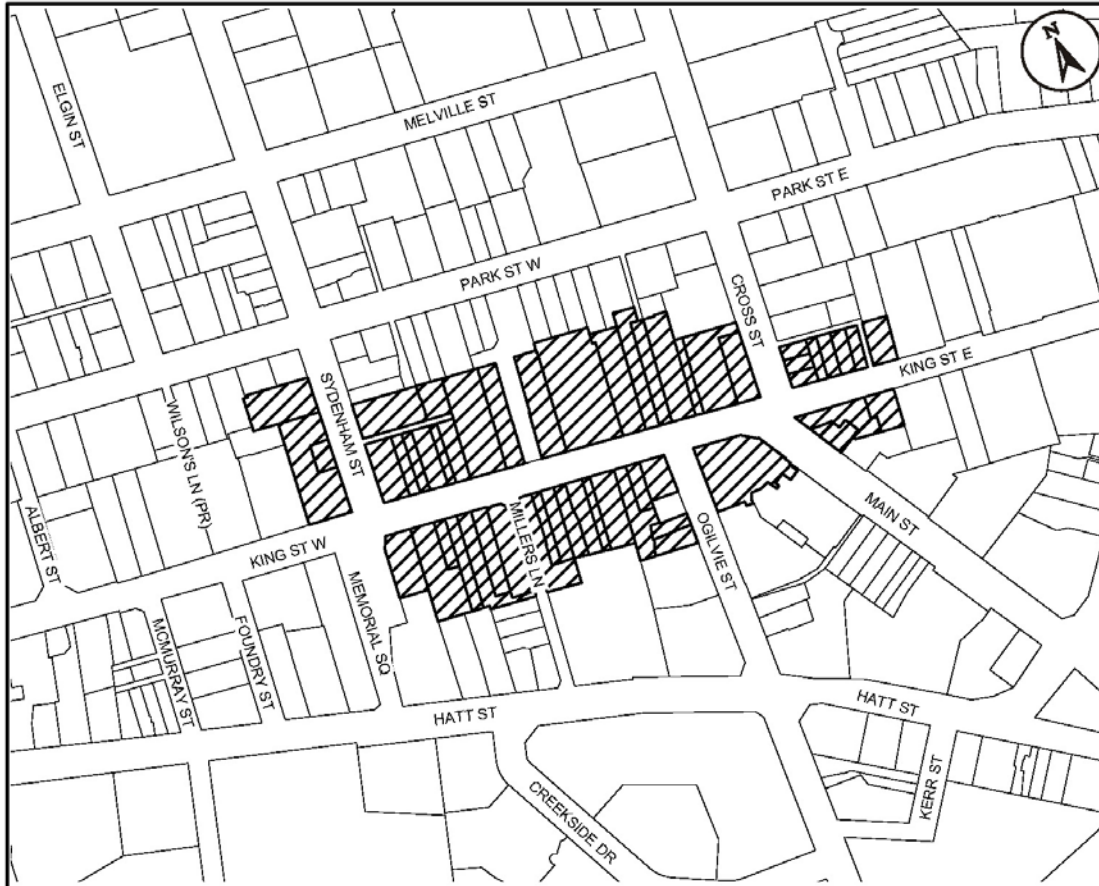 N
ELGIN ST
MELVILLE ST
PARK ST E
PARK ST W
CROSS ST
KING ST E
SYDENHAM ST
WILSON'S LN (PR)
ALBERT ST
KING ST W
MILLERS LN
OGILVIE ST
MAIN ST
MEMORIAL SQ
FOUNDRY ST
MCMURRAY ST
HATT ST
HATT ST
KERR ST
CREEKSIDE DR